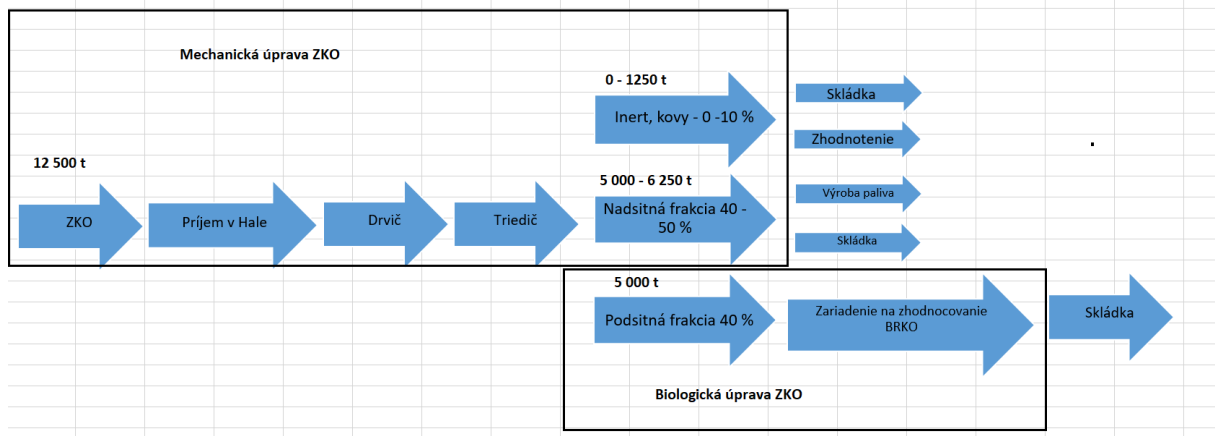 Mechanická úprava ZKO
0 - 1250 t
Inert, kovy - 0 -10 %
Skládka
Zhodnotenie
12 500 t
ZKO
Príjem v Hale
Drvič
Triedič
5 000 - 6 250 t
Nadsitná frakcia 40 -
50 %
Výroba paliva
Skládka
5 000 t
Podsitná frakcia 40 %
Zariadenie na zhodnocovanie
BRKO
Skládka
Biologická úprava ZKO